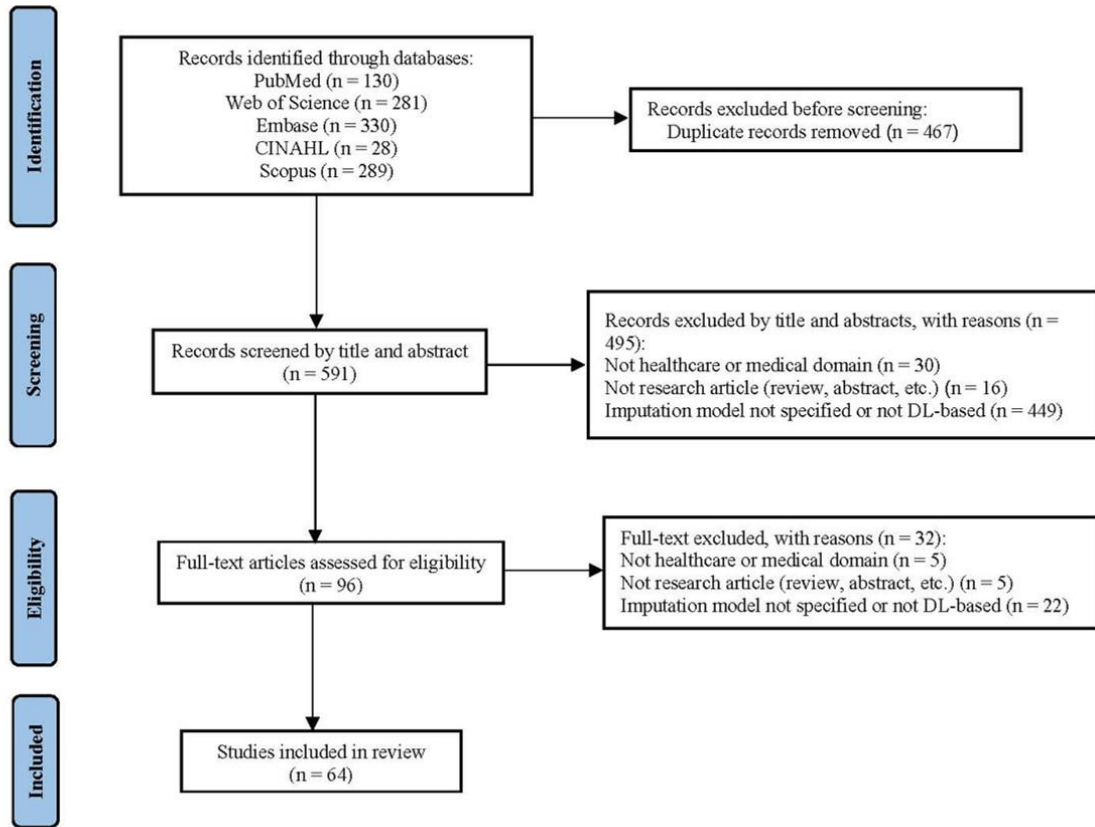 Identification
Records identified through databases:
PubMed (n = 130)
Web of Science (n = 281)
Embase (n = 330)
CINAHL (n = 28)
Scopus (n = 289)
Records excluded before screening:
Duplicate records removed (n = 467)
Screening
Records screened by title and abstract
(n = 591)
Records excluded by title and abstracts, with reasons (n =
495):
Not healthcare or medical domain (n = 30)
Not research article (review, abstract, etc.) (n = 16)
Imputation model not specified or not DL-based (n = 449)
Eligibility
Full-text articles assessed for eligibility
(n = 96)
Full-text excluded, with reasons (n = 32):
Not healthcare or medical domain (n = 5)
Not research article (review, abstract, etc.) (n = 5)
Imputation model not specified or not DL-based (n = 22)
Included
Studies included in review
(n = 64)